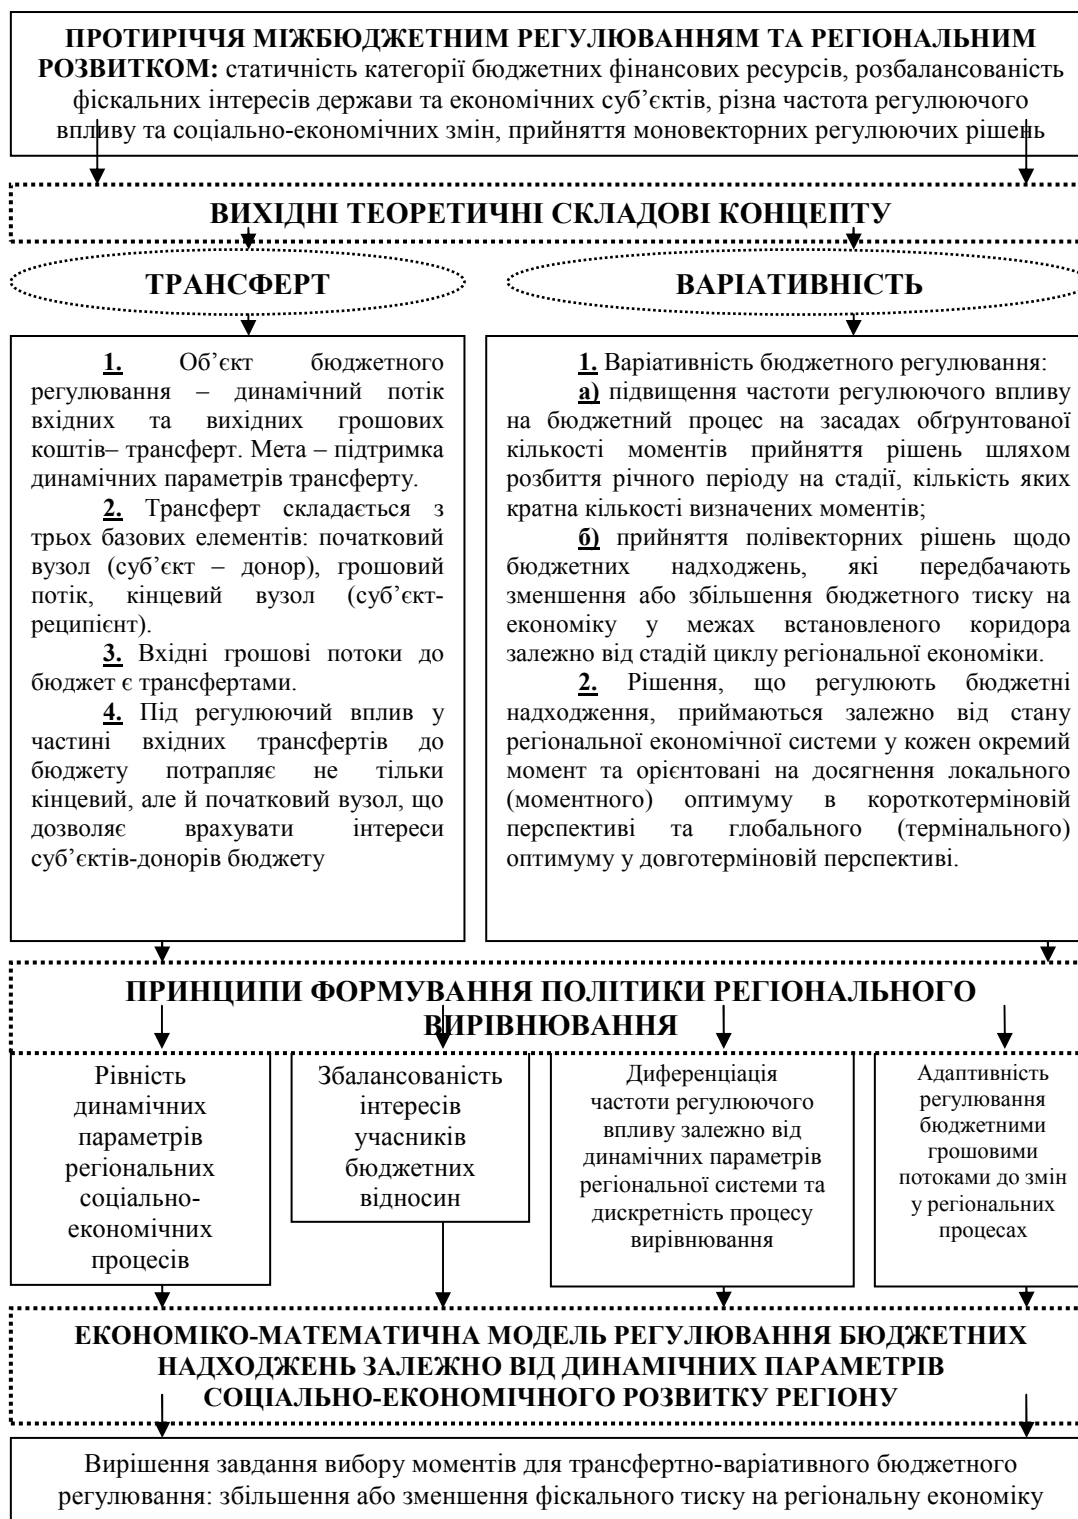 ПРОТИРІЧЧЯ МІЖБЮДЖЕТНИМ РЕГУЛЮВАННЯМ ТА РЕГІОНАЛЬНИМ
РОЗВИТКОМ: статичність категорії бюджетних фінансових ресурсів, розбалансованість
фіскальних інтересів держави та економічних суб’єктів, різна частота регулюючого
впливу та соціально-економічних змін, прийняття моновекторних регулюючих рішень
ВИХІДНІ ТЕОРЕТИЧНІ СКЛАДОВІ КОНЦЕПТУ
ТРАНСФЕРТ
1. Об’єкт бюджетного
регулювання – динамічний потік
вхідних та вихідних грошових
коштів– трансферт. Мета – підтримка
динамічних параметрів трансферту.
2. Трансферт складається з
трьох базових елементів: початковий
вузол (суб’єкт – донор), грошовий
потік, кінцевий вузол (суб’єкт-
реципієнт).
3. Вхідні грошові потоки до
бюджет є трансфертами.
4. Під регулюючий вплив у
частині вхідних трансфертів до
бюджету потрапляє не тільки
кінцевий, але й початковий вузол, що
дозволяє врахувати інтереси
суб’єктів-донорів бюджету
ВАРІАТИВНІСТЬ
1. Варіативність бюджетного регулювання:
а) підвищення частоти регулюючого впливу
на бюджетний процес на засадах обґрунтованої
кількості моментів прийняття рішень шляхом
розбиття річного періоду на стадії, кількість яких
кратна кількості визначених моментів;
б) прийняття полівекторних рішень щодо
бюджетних надходжень, які передбачають
зменшення або збільшення бюджетного тиску на
економіку у межах встановленого коридора
залежно від стадій циклу регіональної економіки.
2. Рішення, що регулюють бюджетні
надходження, приймаються залежно від стану
регіональної економічної системи у кожен окремий
момент та орієнтовані на досягнення локального
(моментного) оптимуму в короткотерміновій
перспективі та глобального (термінального)
оптимуму у довготерміновій перспективі.
ПРИНЦИПИ ФОРМУВАННЯ ПОЛІТИКИ РЕГІОНАЛЬНОГО
ВИРІВНЮВАННЯ
Рівність
динамічних
параметрів
регіональних
соціально-
економічних
процесів
Збалансованість
інтересів
учасників
бюджетних
відносин
Диференціація
частоти регулюючого
впливу залежно від
динамічних параметрів
регіональної системи та
дискретність процесу
вирівнювання
Адаптивність
регулювання
бюджетними
грошовими
потоками до змін
у регіональних
процесах
ЕКОНОМІКО-МАТЕМАТИЧНА МОДЕЛЬ РЕГУЛЮВАННЯ БЮДЖЕТНИХ
НАДХОДЖЕНЬ ЗАЛЕЖНО ВІД ДИНАМІЧНИХ ПАРАМЕТРІВ
СОЦІАЛЬНО-ЕКОНОМІЧНОГО РОЗВИТКУ РЕГІОНУ
Вирішення завдання вибору моментів для трансфертно-варіативного бюджетного
регулювання: збільшення або зменшення фіскального тиску на регіональну економіку